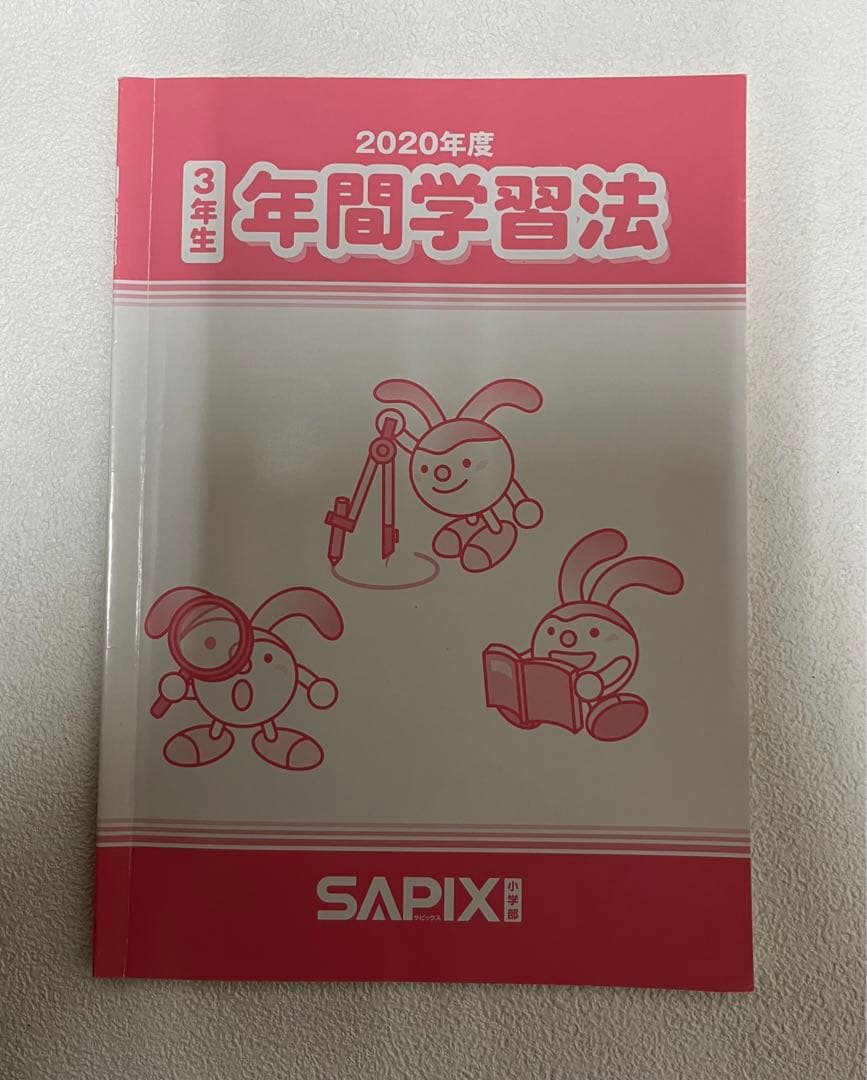 2020年度
3年生
年間学習法
SAPIX
サピックス
小学部